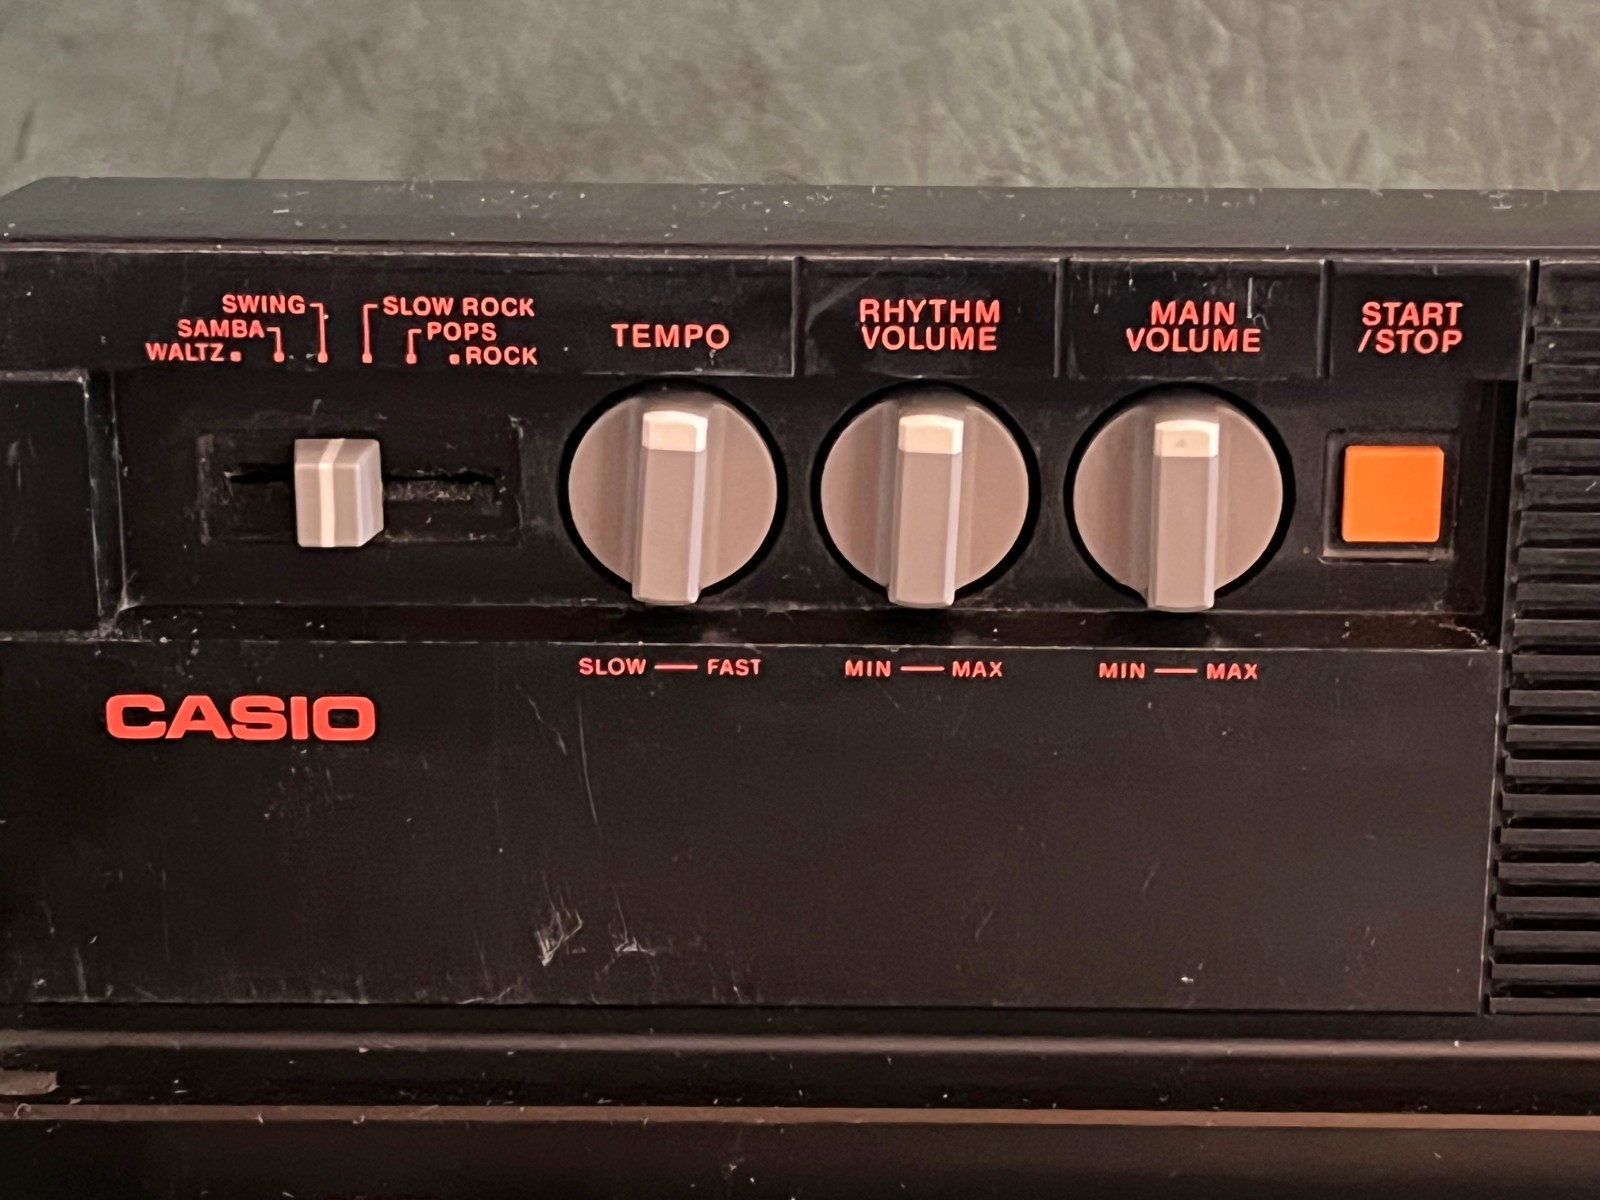 SWING
SLOW ROCK
SAMBA
POPS
WALTZ
ROCK
TEMPO
RHYTHM
VOLUME
MAIN
VOLUME
START
/STOP
SLOW — FAST
MIN — MAX
MIN — MAX
CASIO